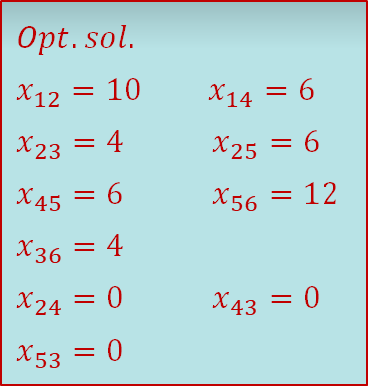 Opt. sol.
x₁₂ = 10 x₁₄ = 6
x₂₃ = 4 x₂₅ = 6
x₄₅ = 6 x₅₆ = 12
x₃₆ = 4
x₂₄ = 0 x₄₃ = 0
x₅₃ = 0